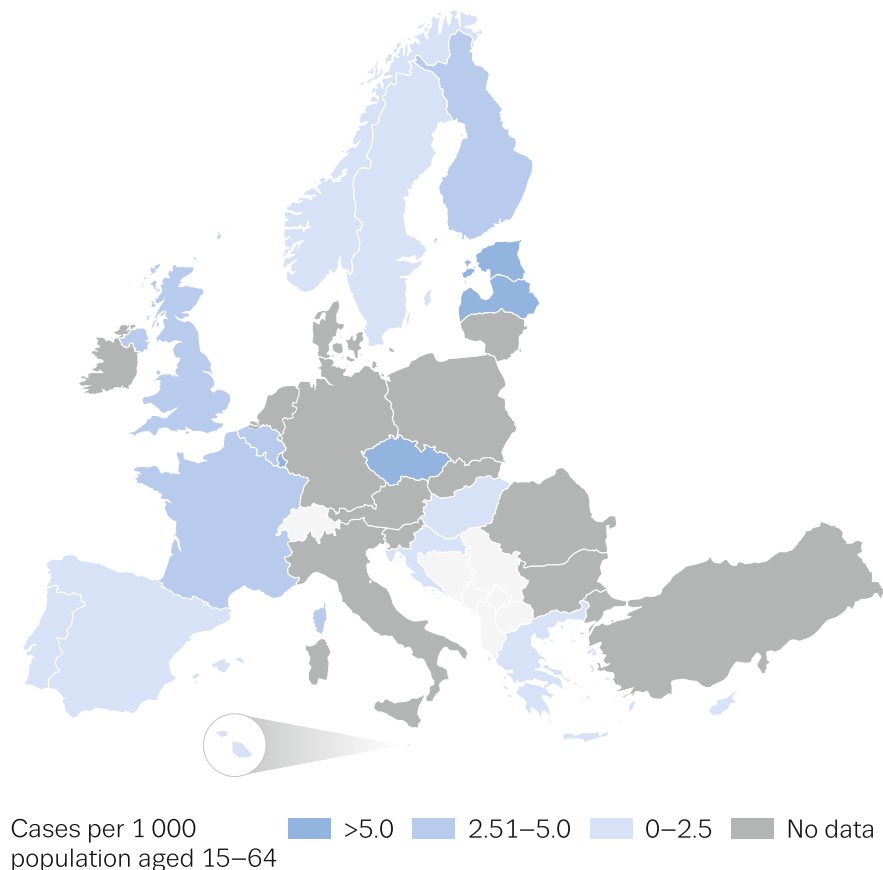 Cases per 1 000
population aged 15–64
>5.0
2.51–5.0
0–2.5
No data